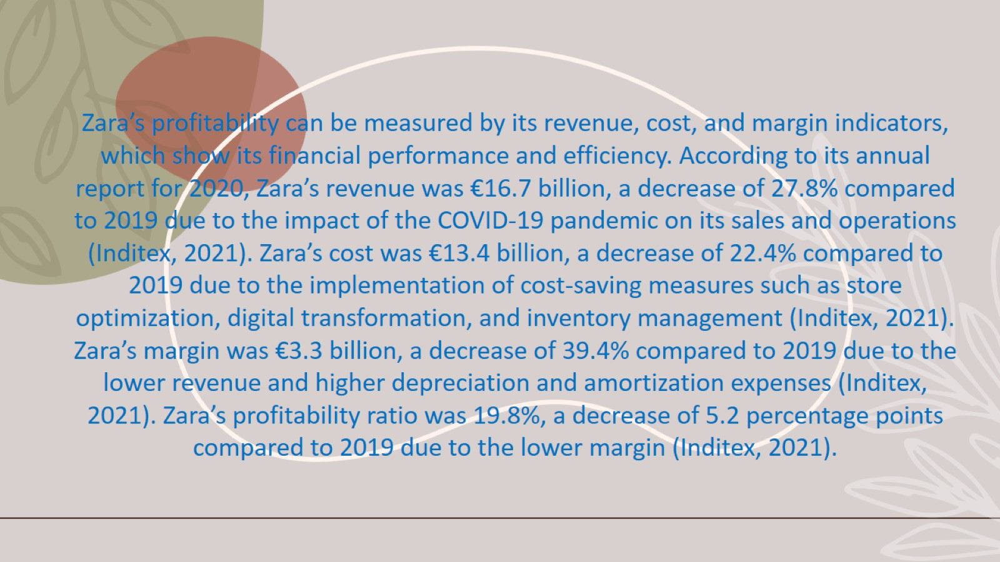 Zara’s profitability can be measured by its revenue, cost, and margin indicators,
which show its financial performance and efficiency. According to its annual
report for 2020, Zara’s revenue was €16.7 billion, a decrease of 27.8% compared
to 2019 due to the impact of the COVID-19 pandemic on its sales and operations
(Inditex, 2021). Zara’s cost was €13.4 billion, a decrease of 22.4% compared to
2019 due to the implementation of cost-saving measures such as store
optimization, digital transformation, and inventory management (Inditex, 2021).
Zara’s margin was €3.3 billion, a decrease of 39.4% compared to 2019 due to the
lower revenue and higher depreciation and amortization expenses (Inditex,
2021). Zara’s profitability ratio was 19.8%, a decrease of 5.2 percentage points
compared to 2019 due to the lower margin (Inditex, 2021).